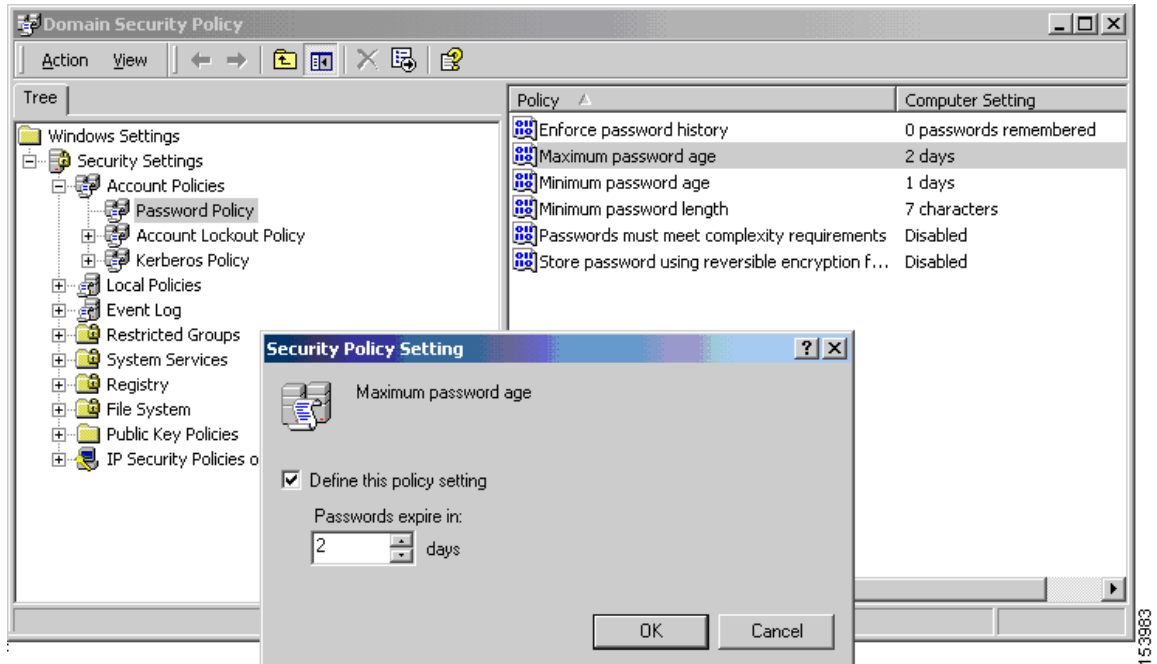 Domain Security Policy
Action View
Tree
Policy Computer Setting
Windows Settings
Security Settings
Account Policies
Password Policy
Account Lockout Policy
Kerberos Policy
Local Policies
Event Log
Restricted Groups
System Services
Registry
File System
Public Key Policies
IP Security Policies o
Enforce password history 0 passwords remembered
Maximum password age 2 days
Minimum password age 1 days
Minimum password length 7 characters
Passwords must meet complexity requirements Disabled
Store password using reversible encryption f... Disabled
Security Policy Setting
Maximum password age
Define this policy setting
Passwords expire in:
2 days
OK Cancel
153983